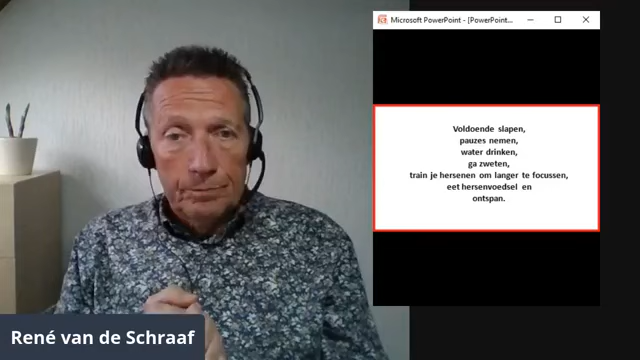 Microsoft PowerPoint - [PowerPoint...
Voldoende slapen,
pauzes nemen,
water drinken,
ga zweten,
train je hersenen om langer te focussen,
eet hersenvoedsel en
ontspan.
René van de Schraaf